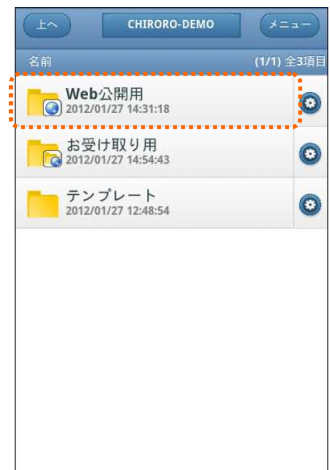 上へ CHIRORO-DEMO メニュー
名前 (1/1) 全3項目
Web公開用
2012/01/27 14:31:18
お受け取り用
2012/01/27 14:54:43
テンプレート
2012/01/27 12:48:54